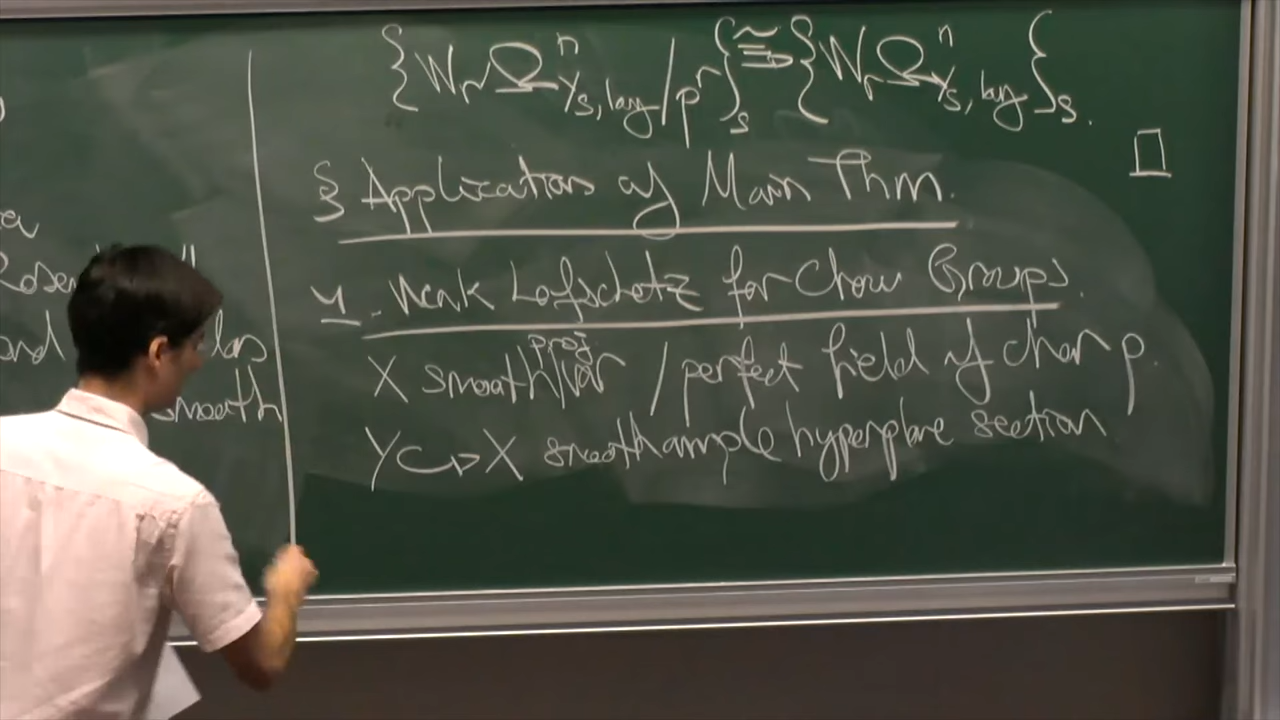 {W_r Ω^n_{Y_s, log}/p^r}_s ≅ {W_r Ω^n_{Y_s, log}}_s.
□
§ Applications of Main Thm.
1. Weak Lefschetz for Chow Groups.
X smooth proj. var / perfect field of char p.
Y ↪ X smooth ample hyperplane section
and
smooth